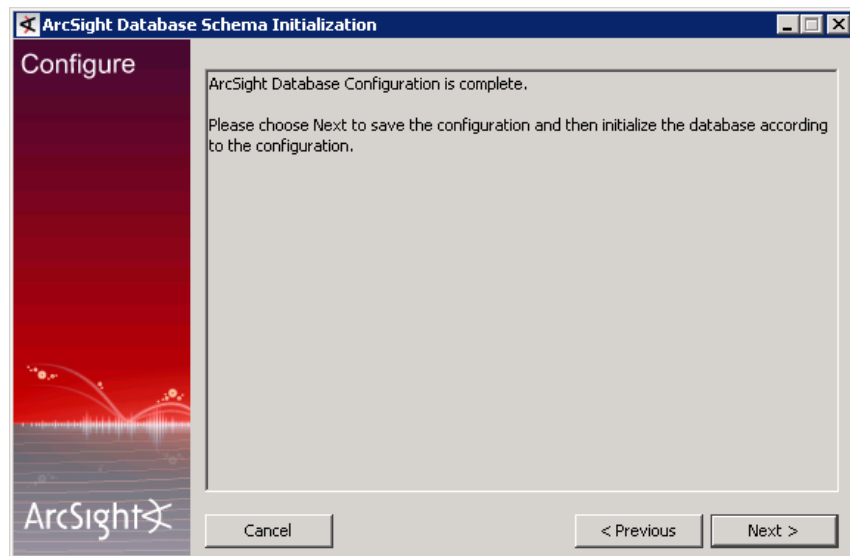 ArcSight Database Schema Initialization
Configure
ArcSight Database Configuration is complete.
Please choose Next to save the configuration and then initialize the database according
to the configuration.
ArcSight
Cancel
< Previous
Next >